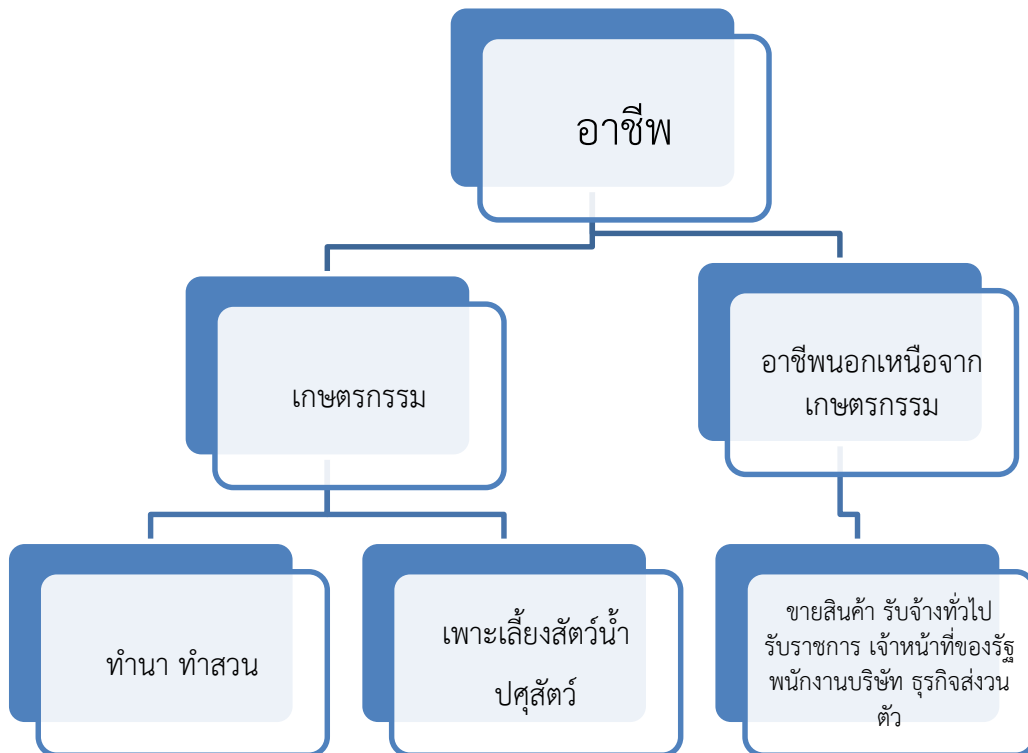 อาชีพ
เกษตรกรรม
อาชีพนอกเหนือจาก
เกษตรกรรม
ทำนา ทำสวน
เพาะเลี้ยงสัตว์น้ำ
ปศุสัตว์
ขายสินค้า รับจ้างทั่วไป
รับราชการ เจ้าหน้าที่ของรัฐ
พนักงานบริษัท ธุรกิจส่งวน
ตัว